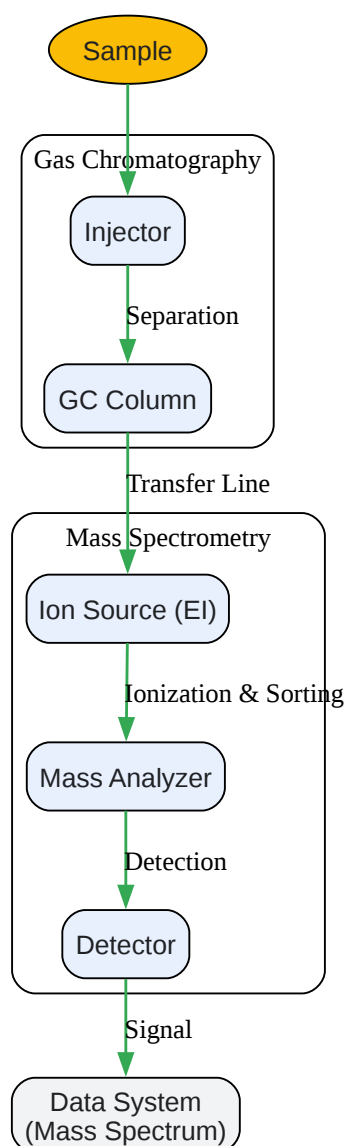 Sample
Gas Chromatography
Injector
Separation
GC Column
Transfer Line
Mass Spectrometry
Ion Source (EI)
Ionization & Sorting
Mass Analyzer
Detection
Detector
Signal
Data System
(Mass Spectrum)